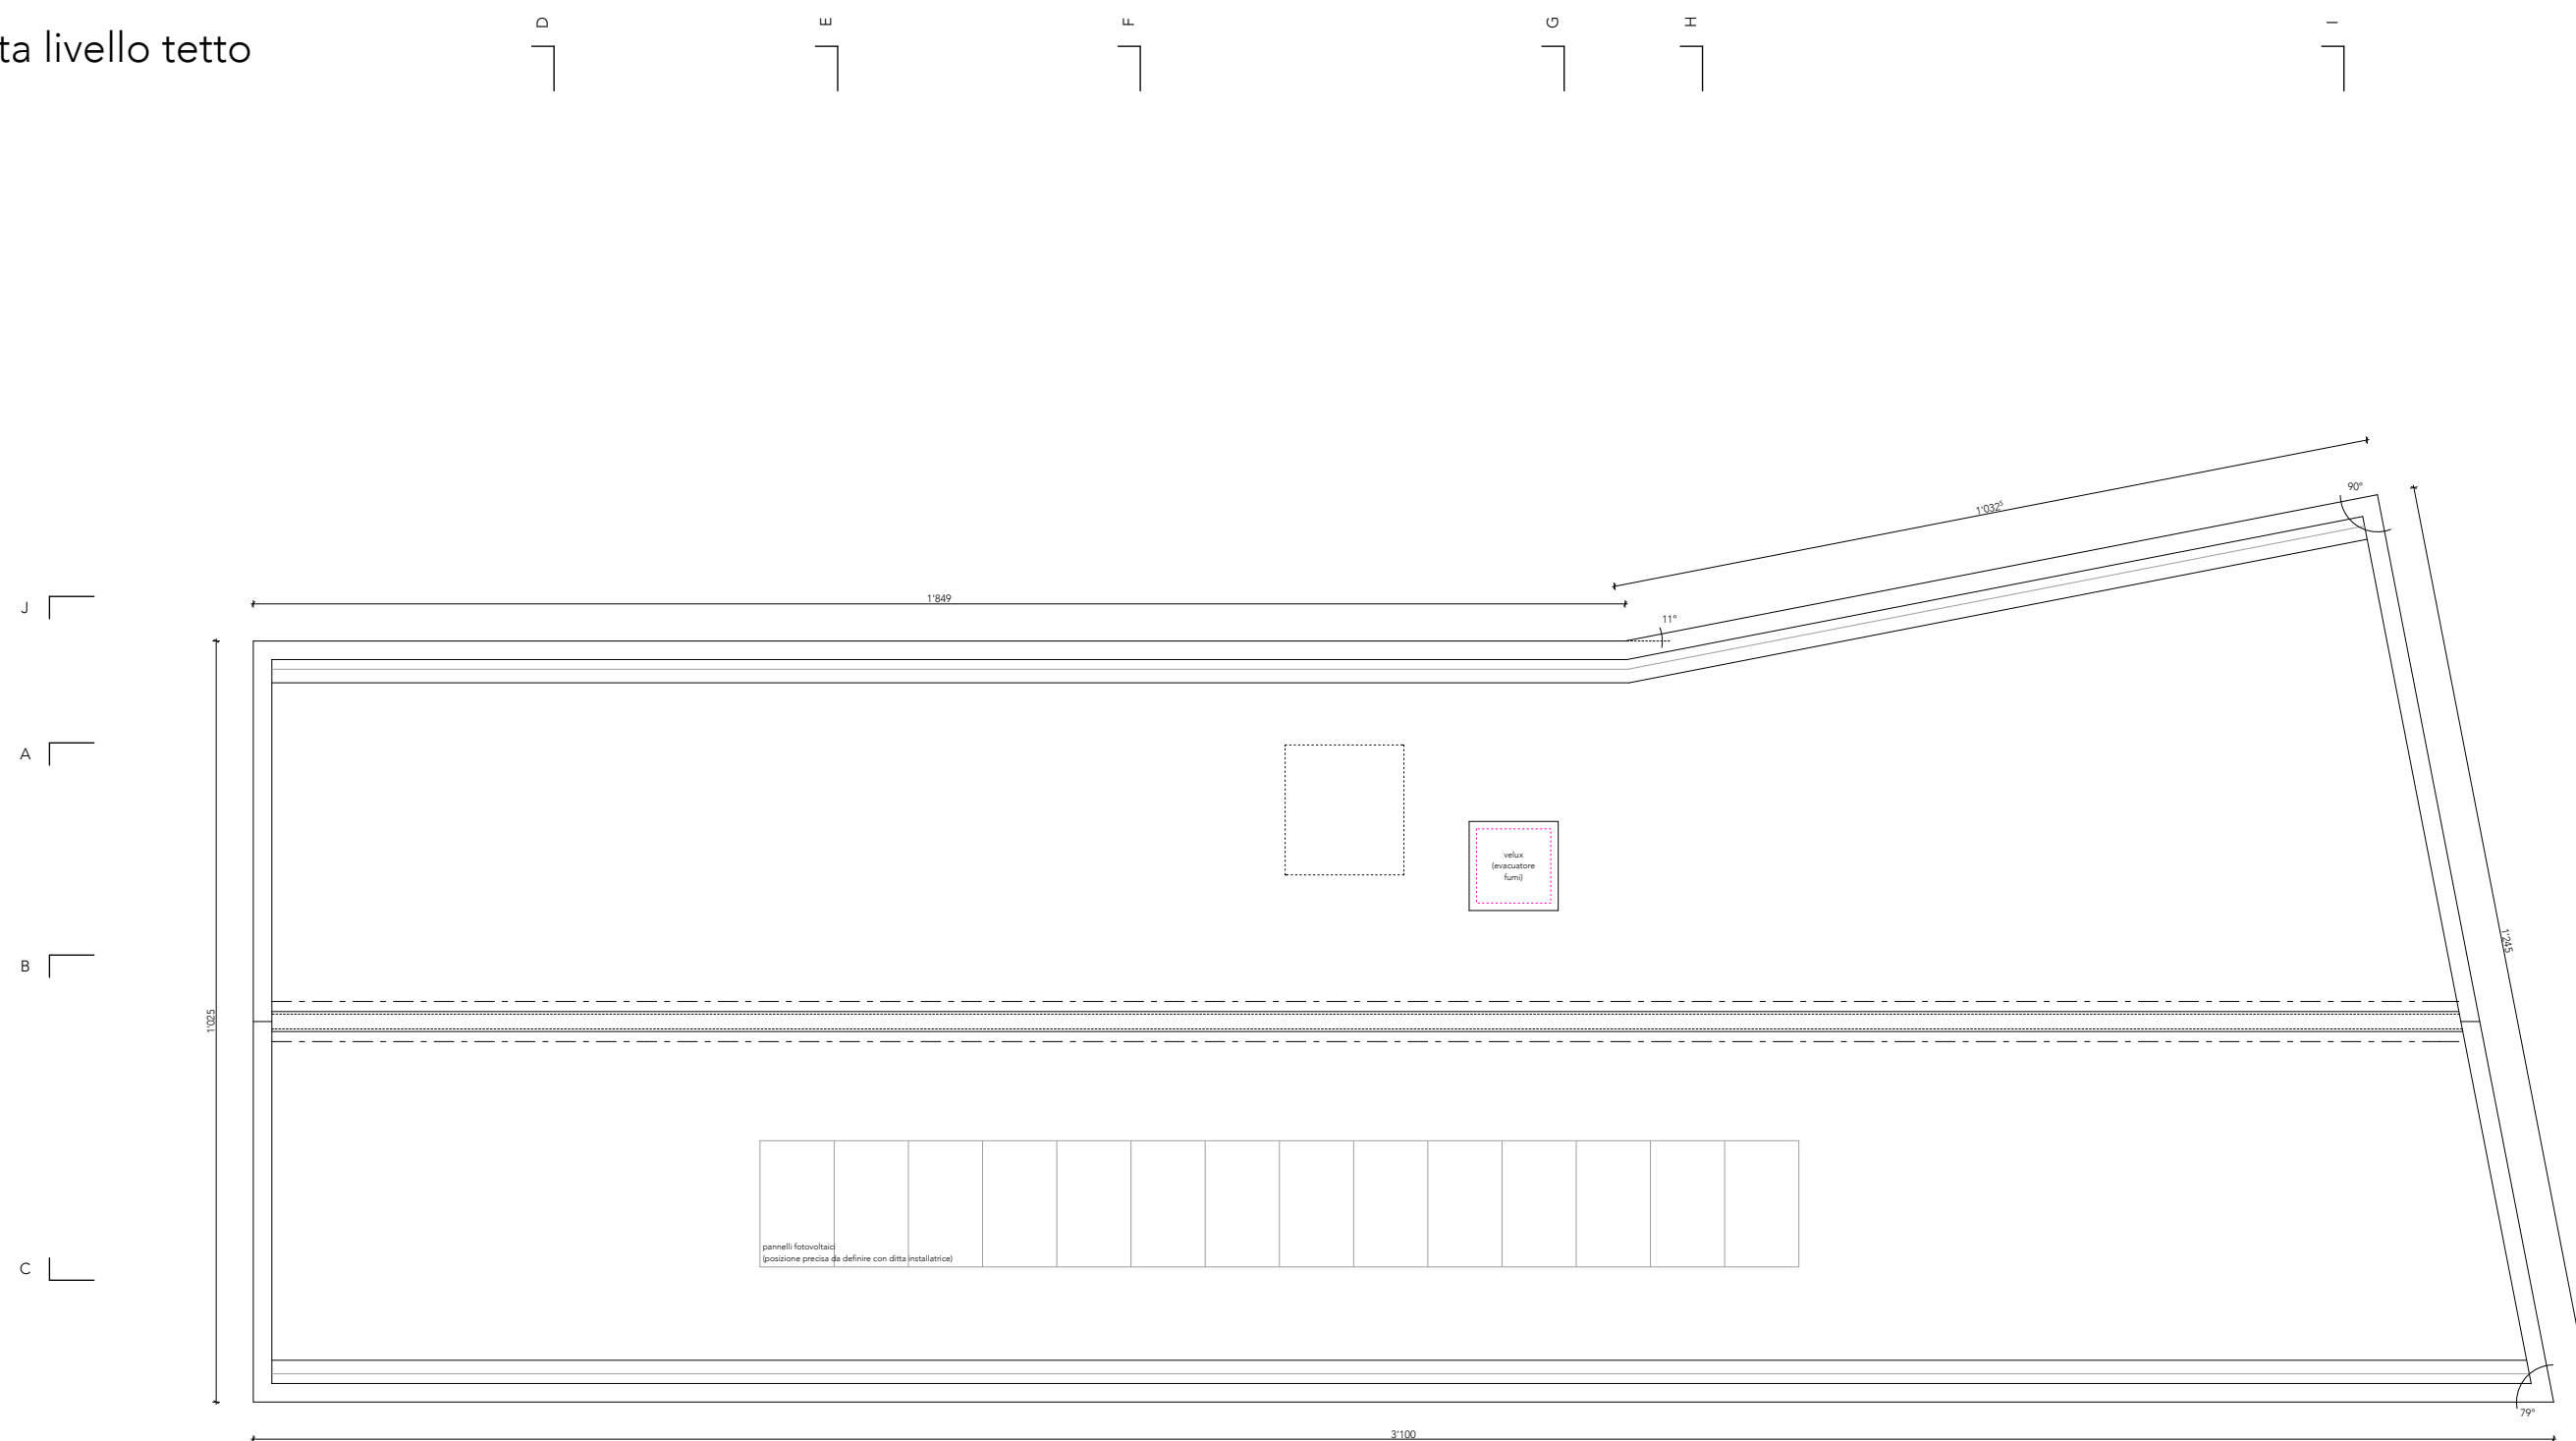 D
E
F
G
H
I
ta livello tetto
90°
1'032⁵
1'849
J
11°
A
velux
(evacuatore
fumi)
1'245
B
1'025
pannelli fotovoltaici
(posizione precisa da definire con ditta installatrice)
C
79°
3'100